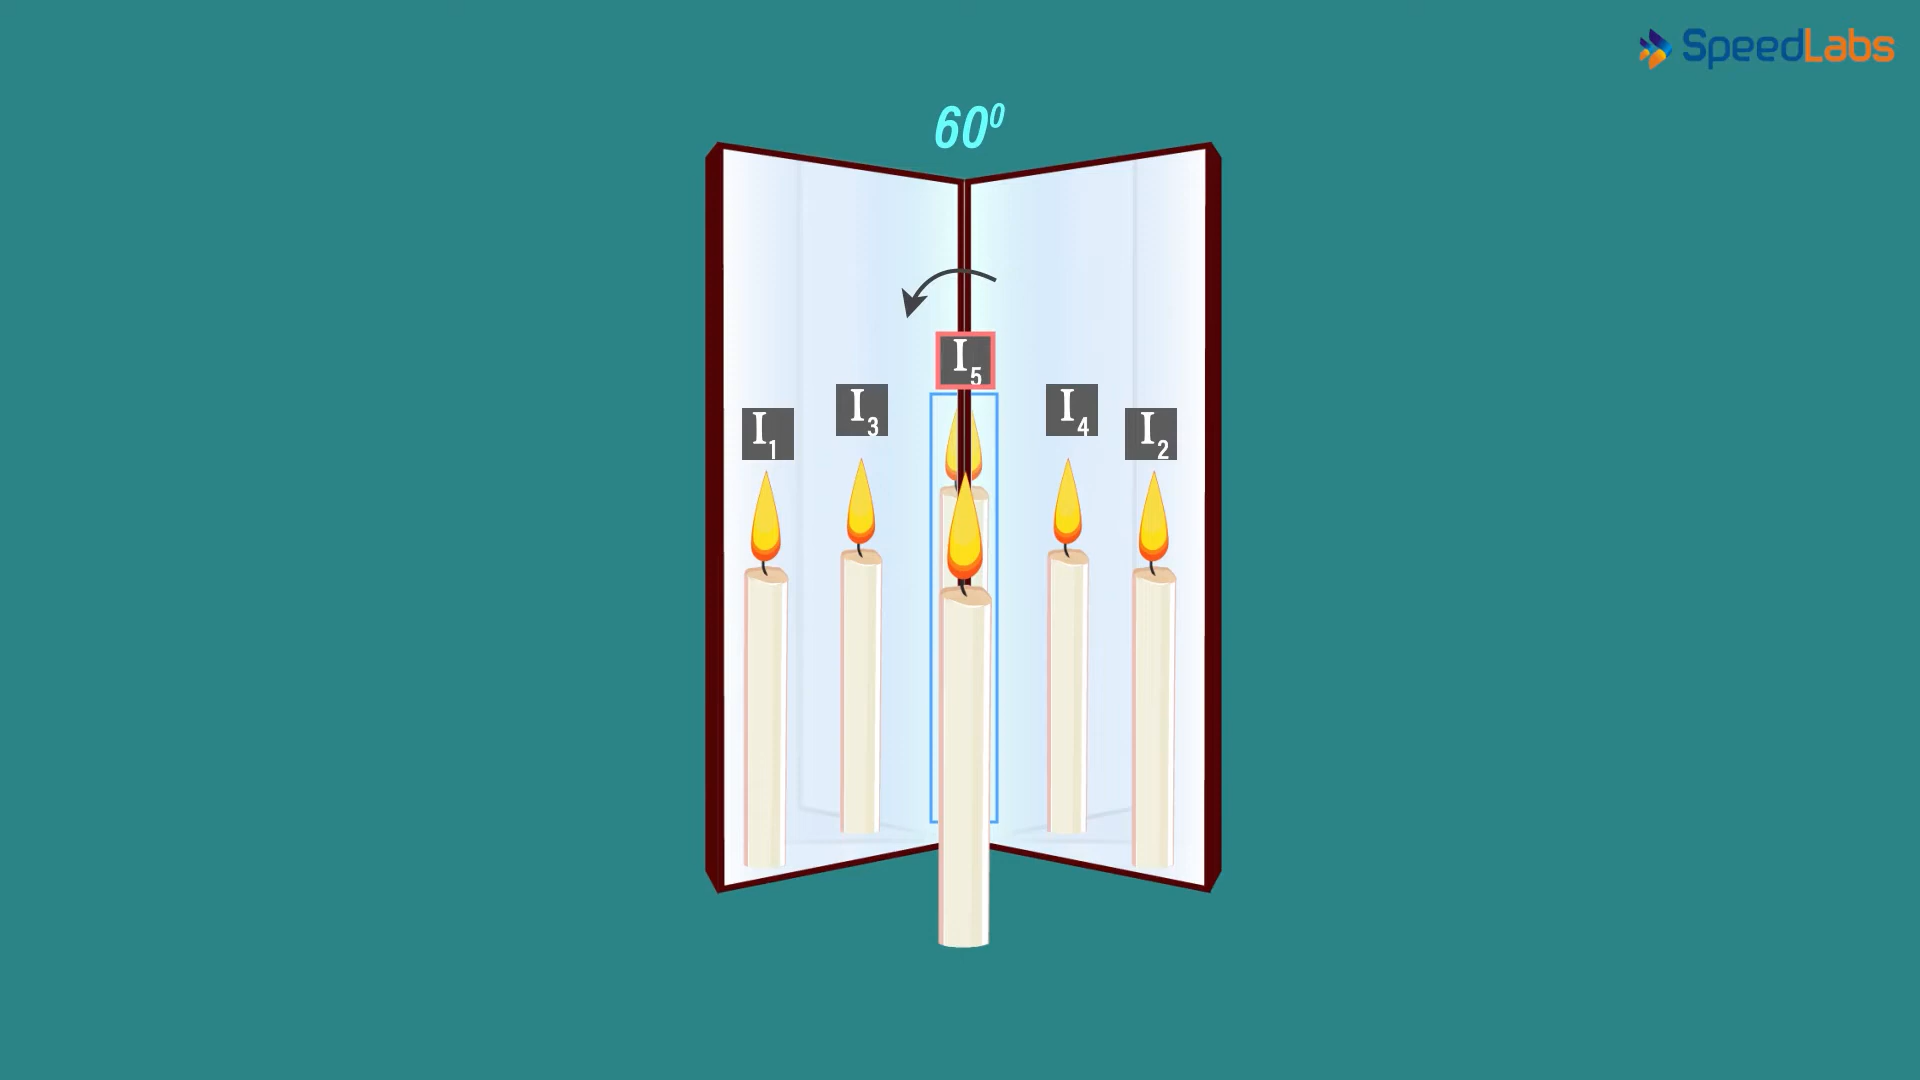 SpeedLabs
60⁰
I₅
I₃
I₄
I₁
I₂